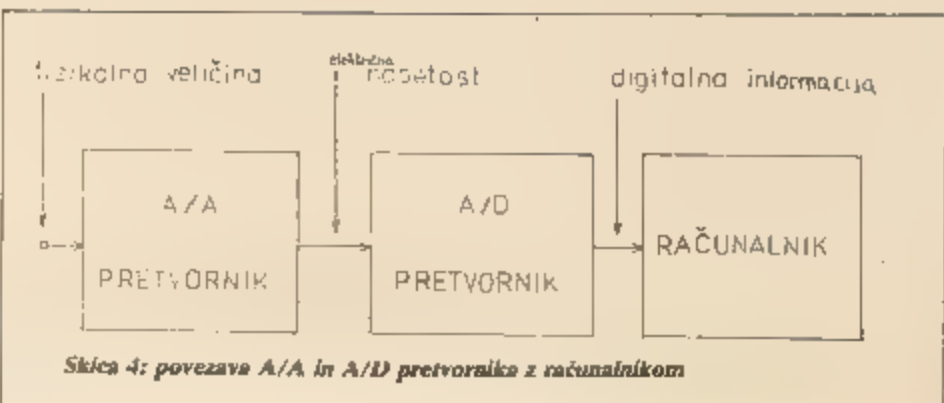 fizikalna veličina
električna
napetost
digitalna informacija
A/A
PRETVORNIK
A/D
PRETVORNIK
RAČUNALNIK
Skica 4: povezava A/A in A/D pretvornika z računalnikom